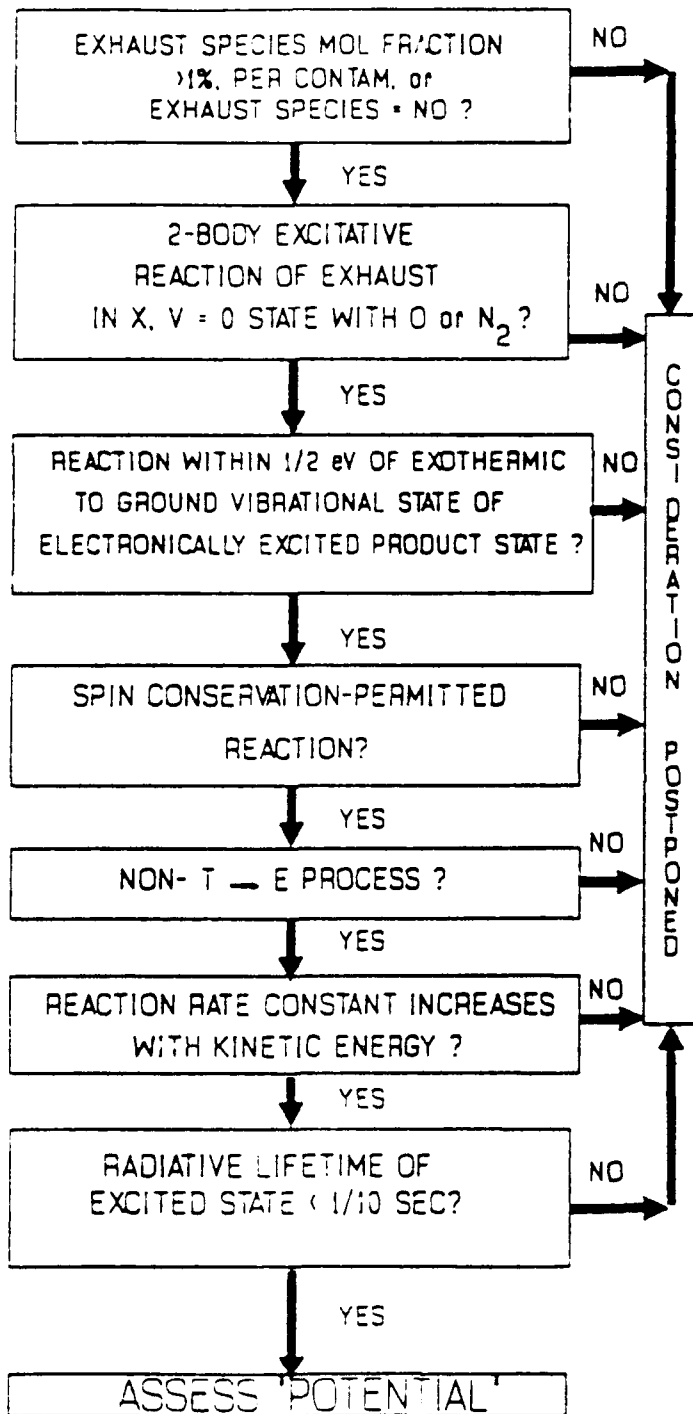 EXHAUST SPECIES MOL FRACTION
>1%, PER CONTAM, or
EXHAUST SPECIES = NO ?
NO
YES
2-BODY EXCITATIVE
REACTION OF EXHAUST
IN X, V = 0 STATE WITH O or N2?
NO
YES
REACTION WITHIN 1/2 eV OF EXOTHERMIC
TO GROUND VIBRATIONAL STATE OF
ELECTRONICALLY EXCITED PRODUCT STATE ?
NO
YES
SPIN CONSERVATION-PERMITTED
REACTION?
NO
YES
NON- T → E PROCESS ?
NO
YES
REACTION RATE CONSTANT INCREASES
WITH KINETIC ENERGY ?
NO
YES
RADIATIVE LIFETIME OF
EXCITED STATE < 1/10 SEC?
NO
YES
ASSESS 'POTENTIAL'
CONSIDERATION POSTPONED